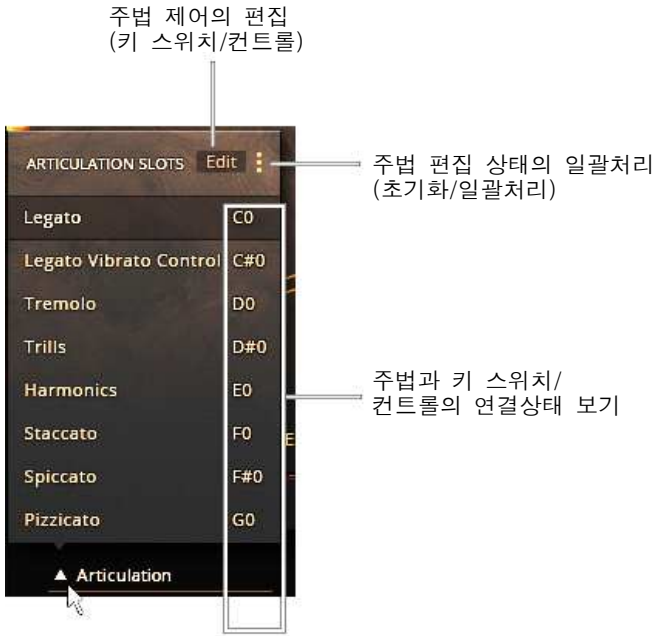 주법 제어의 편집
(키 스위치/컨트롤)
ARTICULATION SLOTS Edit
주법 편집 상태의 일괄처리
(초기화/일괄처리)
Legato C0
Legato Vibrato Control C#0
Tremolo D0
Trills D#0
Harmonics E0
주법과 키 스위치/
컨트롤의 연결상태 보기
Staccato F0
E
Spiccato F#0
Pizzicato G0
▲ Articulation